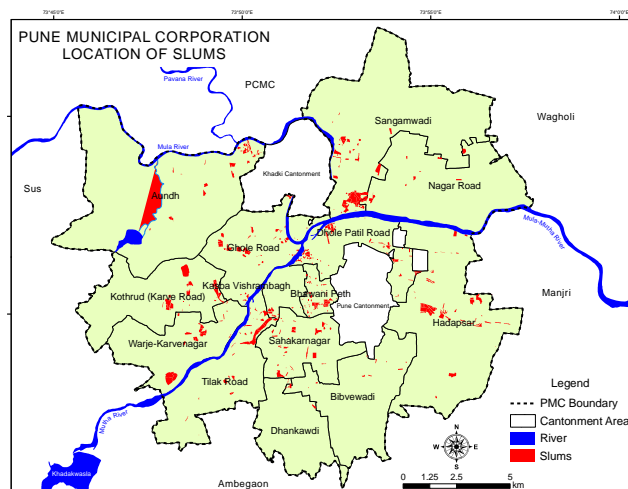 73°45'0"E
73°50'0"E
73°55'0"E
74°0'0"E
PUNE MUNICIPAL CORPORATION
LOCATION OF SLUMS
Pavana River
PCMC
Wagholi
Sangamwadi
Mula River
Khadki Cantonment
Nagar Road
Sus
Aundh
Mula-Mutha River
Dhole Patil Road
Ghole Road
Kasba Vishrambagh
Bhawani Peth
Kothrud (Karve Road)
Pune Cantonment
Manjri
Hadapsar
Warje-Karvenagar
Sahakarnagar
Tilak Road
Bibvewadi
Mutha River
Dhankawdi
Khadakwasla
Ambegaon
Legend
PMC Boundary
Cantonment Area
River
Slums
N
W
E
S
0 1.25 2.5 5
km